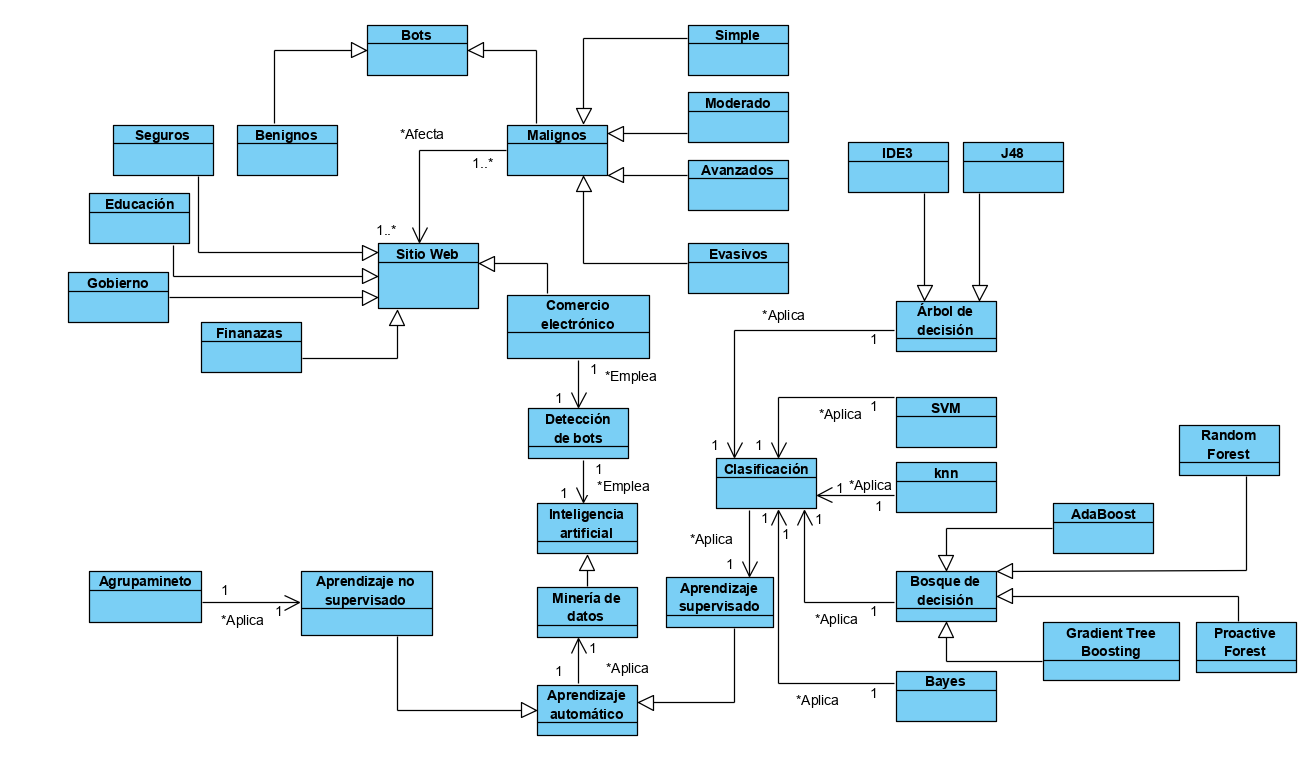 Bots
Simple
Moderado
*Afecta
Seguros
Benignos
Malignos
1..*
IDE3
J48
Avanzados
Educación
1..*
Sitio Web
Evasivos
Gobierno
Comercio
electrónico
Finanazas
*Aplica
Árbol de
decisión
1
1
*Emplea
1
1
*Aplica
SVM
Detección
de bots
1
1
Random
Forest
1
*Emplea
Clasificación
knn
1
1
*Aplica
1
Inteligencia
artificial
1
1
1
AdaBoost
*Aplica
1
Agrupamineto
1
*Aplica
1
Aprendizaje no
supervisado
Minería de
datos
Aprendizaje
supervisado
Bosque de
decisión
1
*Aplica
Gradient Tree
Boosting
Proactive
Forest
1
1
*Aplica
Aprendizaje
automático
Bayes
1
*Aplica